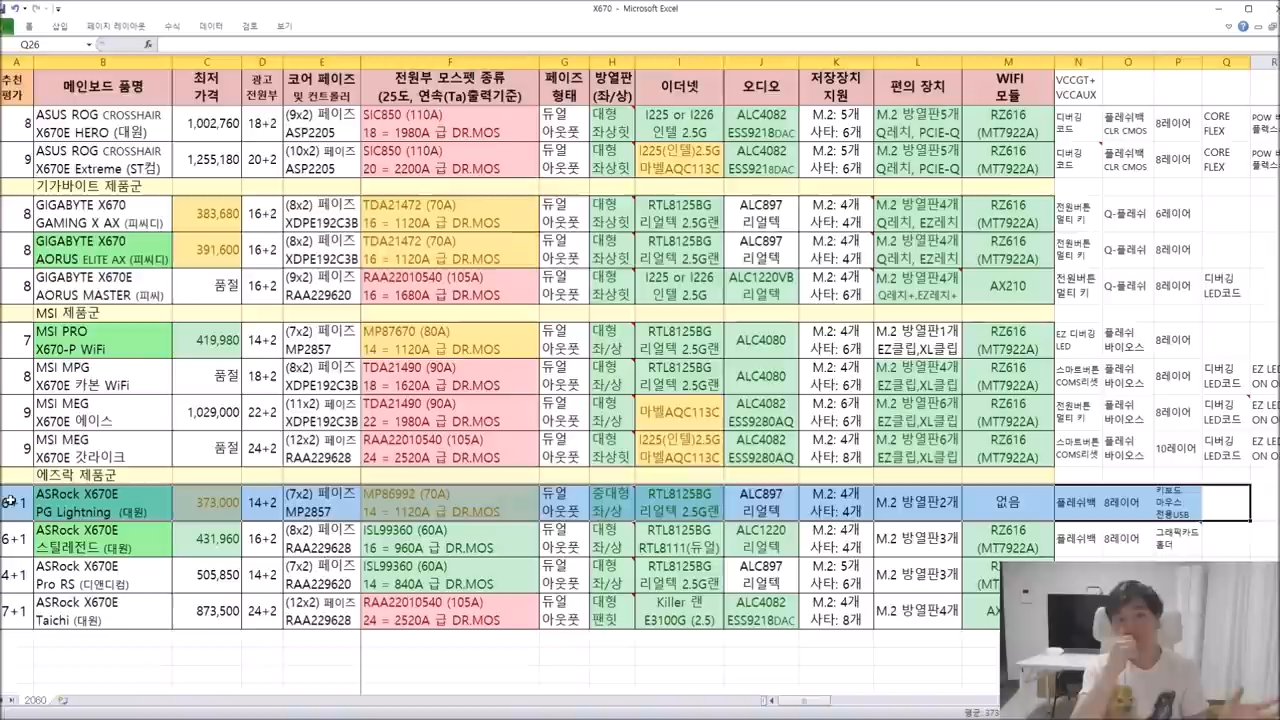 X670 - Microsoft Excel
홈 삽입 페이지 레이아웃 수식 데이터 검토 보기
Q26 fx
A B C D E F G H I J K L M N O P Q R
추천 평가 메인보드 품명 최저 가격 광고 전원부 코어 페이즈 및 컨트롤러 전원부 모스펫 종류 (25도, 연속(Ta)출력기준) 페이즈 형태 방열판 (좌/상) 이더넷 오디오 저장장치 지원 편의 장치 WIFI 모듈 VCCGT+ VCCAUX
8 ASUS ROG CROSSHAIR X670E HERO (대원) 1,002,760 18+2 (9x2) 페이즈 ASP2205 SIC850 (110A) 18 = 1980A 급 DR.MOS 듀얼 아웃풋 대형 좌상힛 I225 or I226 인텔 2.5G ALC4082 ESS9218DAC M.2: 5개 사타: 6개 M.2 방열판5개 Q레치, PCIE-Q RZ616 (MT7922A) 디버깅 코드 플레쉬백 CLR CMOS 8레이어 CORE FLEX
9 ASUS ROG CROSSHAIR X670E Extreme (ST컴) 1,255,180 20+2 (10x2) 페이즈 ASP2205 SIC850 (110A) 20 = 2200A 급 DR.MOS 듀얼 아웃풋 대형 좌상힛 I225(인텔)2.5G 마벨AQC113C ALC4082 ESS9218DAC M.2: 5개 사타: 6개 M.2 방열판5개 Q레치, PCIE-Q RZ616 (MT7922A) 디버깅 코드 플레쉬백 CLR CMOS 8레이어 CORE FLEX
기가바이트 제품군
8 GIGABYTE X670 GAMING X AX (피씨디) 383,680 16+2 (8x2) 페이즈 XDPE192C3B TDA21472 (70A) 16 = 1120A 급 DR.MOS 듀얼 아웃풋 대형 좌상힛 RTL8125BG 리얼텍 2.5G랜 ALC897 리얼텍 M.2: 4개 사타: 4개 M.2 방열판4개 Q레치, EZ레치 RZ616 (MT7922A) 전원버튼 멀티 키 Q-플레쉬 6레이어
8 GIGABYTE X670 AORUS ELITE AX (피씨디) 391,600 16+2 (8x2) 페이즈 XDPE192C3B TDA21472 (70A) 16 = 1120A 급 DR.MOS 듀얼 아웃풋 대형 좌상힛 RTL8125BG 리얼텍 2.5G랜 ALC897 리얼텍 M.2: 4개 사타: 4개 M.2 방열판4개 Q레치, EZ레치 RZ616 (MT7922A) 전원버튼 멀티 키 Q-플레쉬 8레이어
8 GIGABYTE X670E AORUS MASTER (피씨) 품절 16+2 (9x2) 페이즈 RAA229620 RAA22010540 (105A) 16 = 1680A 급 DR.MOS 듀얼 아웃풋 대형 좌상힛 I225 or I226 인텔 2.5G ALC1220VB 리얼텍 M.2: 4개 사타: 6개 M.2 방열판4개 Q레치+.EZ레치+ AX210 전원버튼 멀티 키 Q-플레쉬 8레이어 디버깅 LED코드
MSI 제품군
7 MSI PRO X670-P WiFi 419,980 14+2 (7x2) 페이즈 MP2857 MP87670 (80A) 14 = 1120A 급 DR.MOS 듀얼 아웃풋 대형 좌/상 RTL8125BG 리얼텍 2.5G랜 ALC4080 M.2: 4개 사타: 6개 M.2 방열판1개 EZ클립,XL클립 RZ616 (MT7922A) EZ 디버깅 LED 플레쉬 바이오스 8레이어
8 MSI MPG X670E 카본 WiFi 품절 18+2 (8x2) 페이즈 XDPE192C3B TDA21490 (90A) 18 = 1620A 급 DR.MOS 듀얼 아웃풋 대형 좌/상 RTL8125BG 리얼텍 2.5G랜 ALC4080 M.2: 4개 사타: 6개 M.2 방열판4개 EZ클립,XL클립 RZ616 (MT7922A) 스마트버튼 COMS리셋 플레쉬 바이오스 8레이어 디버깅 LED코드
9 MSI MEG X670E 에이스 1,029,000 22+2 (11x2) 페이즈 XDPE192C3B TDA21490 (90A) 22 = 1980A 급 DR.MOS 듀얼 아웃풋 대형 좌/상 마벨AQC113C ALC4082 ESS9280AQ M.2: 4개 사타: 6개 M.2 방열판6개 EZ클립,XL클립 RZ616 (MT7922A) 전원버튼 멀티 키 플레쉬 바이오스 8레이어 디버깅 LED코드
9 MSI MEG X670E 갓라이크 품절 24+2 (12x2) 페이즈 RAA229628 RAA22010540 (105A) 24 = 2520A 급 DR.MOS 듀얼 아웃풋 대형 좌/상 I225(인텔)2.5G 마벨AQC113C ALC4082 ESS9280AQ M.2: 4개 사타: 6개 M.2 방열판6개 EZ클립,XL클립 RZ616 (MT7922A) 스마트버튼 COMS리셋 플레쉬 바이오스 10레이어 디버깅 LED코드
에즈락 제품군
+1 ASRock X670E PG Lightning (대원) 373,000 14+2 (7x2) 페이즈 MP2857 MP86992 (70A) 14 = 1120A 급 DR.MOS 듀얼 아웃풋 중대형 좌/상 RTL8125BG 리얼텍 2.5G랜 ALC897 리얼텍 M.2: 4개 사타: 4개 M.2 방열판2개 없음 플레쉬백 8레이어 키보드 마우스 전용USB
6+1 ASRock X670E 스틸레전드 (대원) 431,960 16+2 (8x2) 페이즈 RAA229628 ISL99360 (60A) 16 = 960A 급 DR.MOS 듀얼 아웃풋 대형 좌/상 RTL8125BG RTL8111(듀얼) ALC1220 리얼텍 M.2: 4개 사타: 4개 M.2 방열판3개 RZ616 (MT7922A) 플레쉬백 8레이어 그래픽카드 홀더
4+1 ASRock X670E Pro RS (디앤디컴) 505,850 14+2 (7x2) 페이즈 RAA229620 ISL99360 (60A) 14 = 840A 급 DR.MOS 듀얼 아웃풋 대형 좌/상 RTL8125BG 리얼텍 2.5G랜 ALC897 리얼텍 M.2: 5개 사타: 6개 M.2 방열판3개
7+1 ASRock X670E Taichi (대원) 873,500 24+2 (12x2) 페이즈 RAA229628 RAA22010540 (105A) 24 = 2520A 급 DR.MOS 듀얼 아웃풋 대형 팬힛 Killer 랜 E3100G (2.5) ALC4082 ESS9218DAC M.2: 4개 사타: 8개 M.2 방열판4개
2060